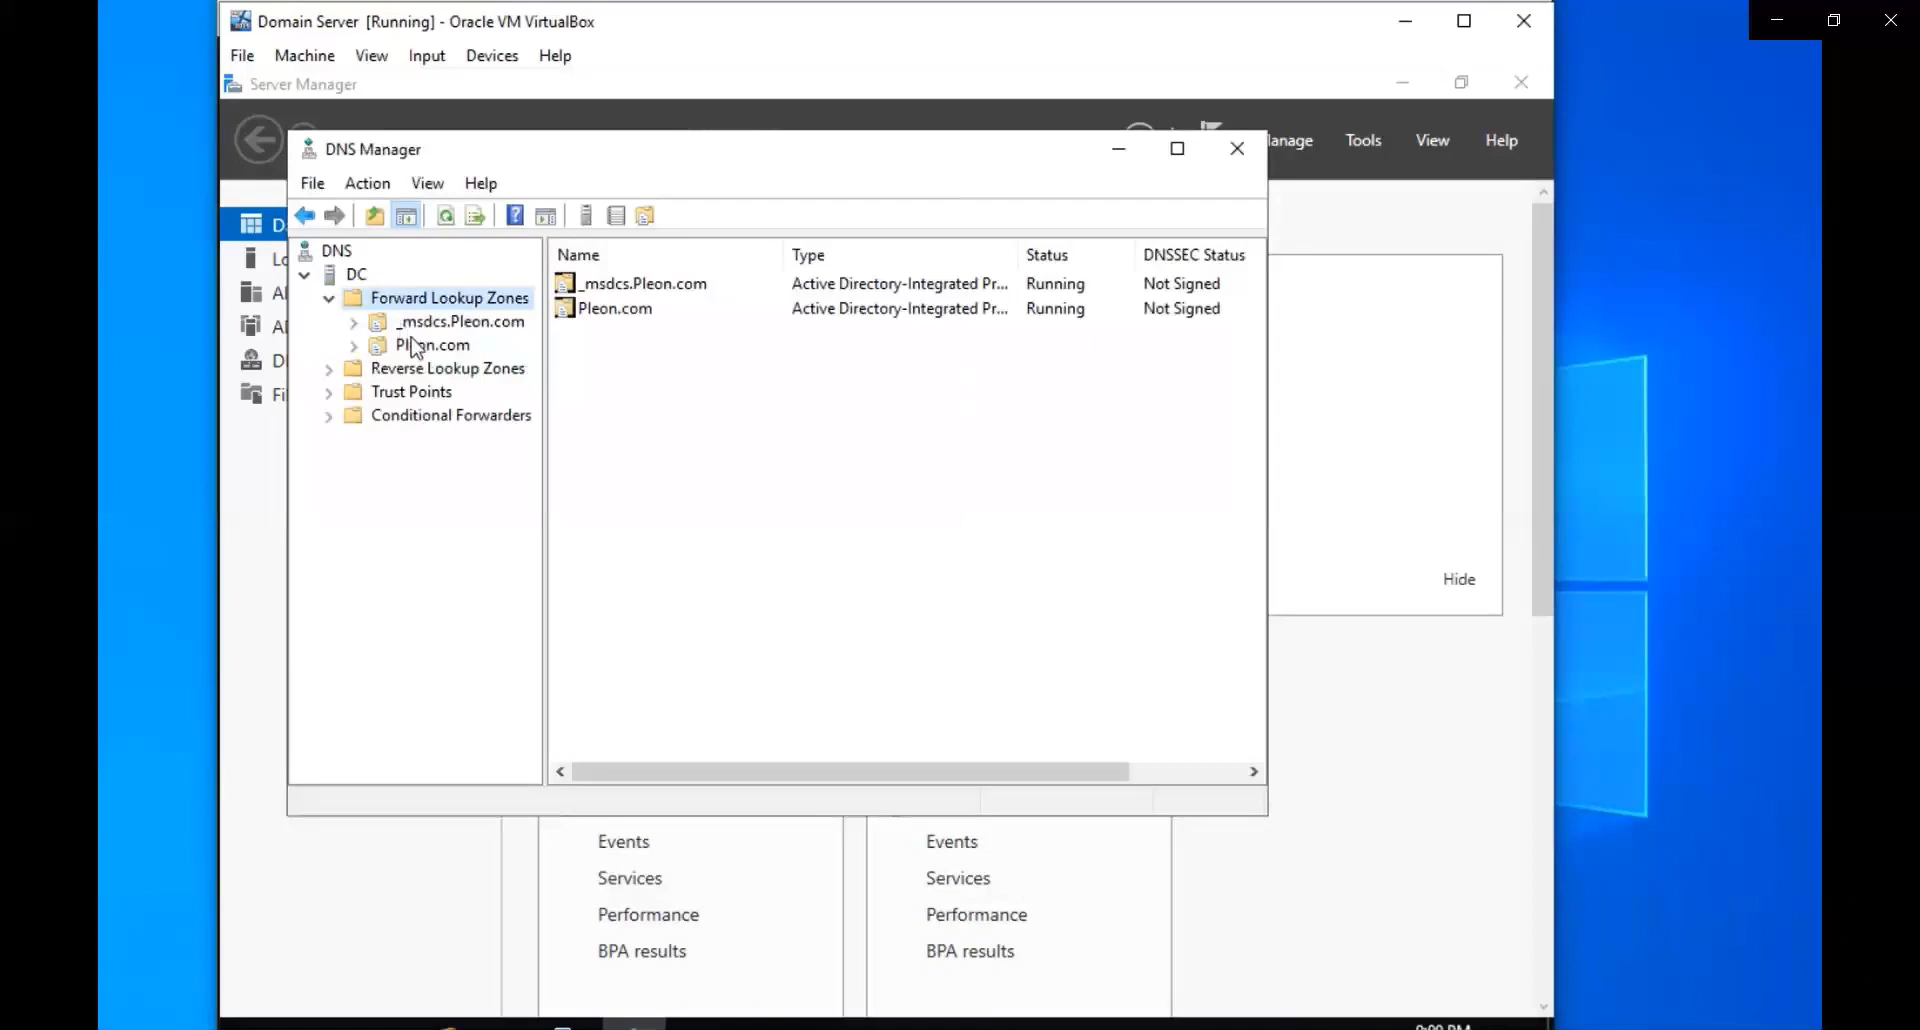 Domain Server [Running] - Oracle VM VirtualBox
File Machine View Input Devices Help
Server Manager
Manage Tools View Help
DNS Manager
File Action View Help
DNS
DC
Forward Lookup Zones
_msdcs.Pleon.com
Pleon.com
Reverse Lookup Zones
Trust Points
Conditional Forwarders
Name Type Status DNSSEC Status
_msdcs.Pleon.com Active Directory-Integrated Pr... Running Not Signed
Pleon.com Active Directory-Integrated Pr... Running Not Signed
Hide
Events Events
Services Services
Performance Performance
BPA results BPA results